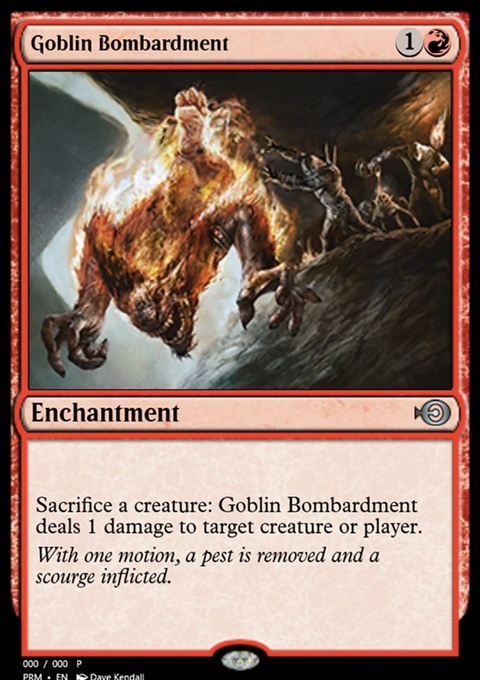 Goblin Bombardment 1
Enchantment
Sacrifice a creature: Goblin Bombardment
deals 1 damage to target creature or player.
With one motion, a pest is removed and a
scourge inflicted.
000 / 000 P
PRM • EN Dave Kendall